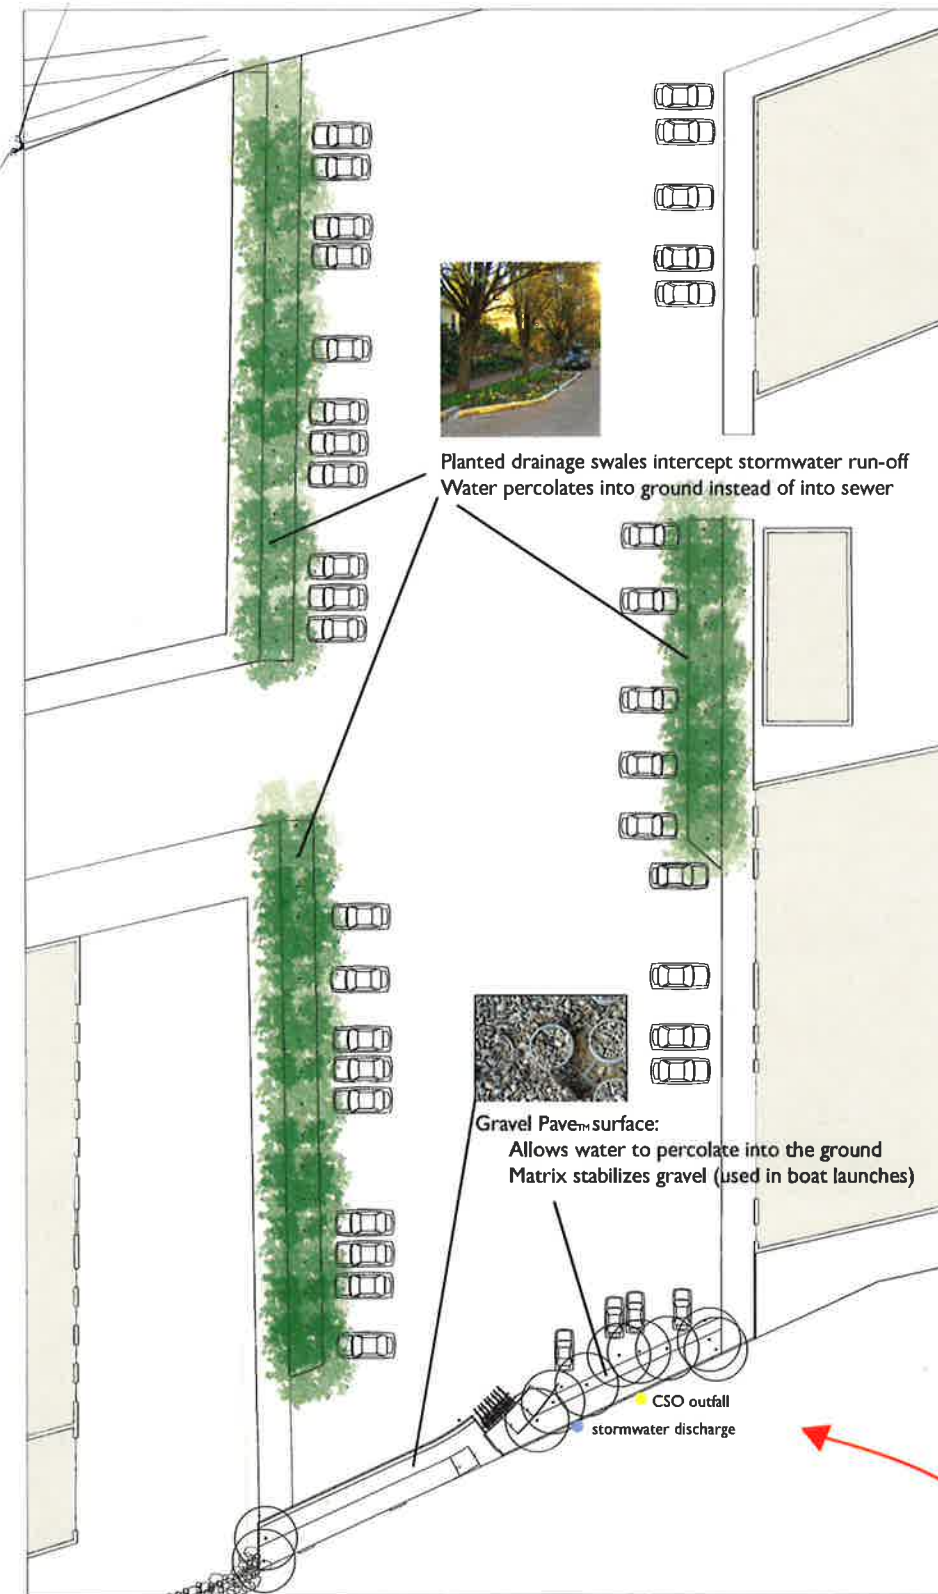 Planted drainage swales intercept stormwater run-off
Water percolates into ground instead of into sewer
Gravel Pave™ surface:
Allows water to percolate into the ground
Matrix stabilizes gravel (used in boat launches)
CSO outfall
stormwater discharge